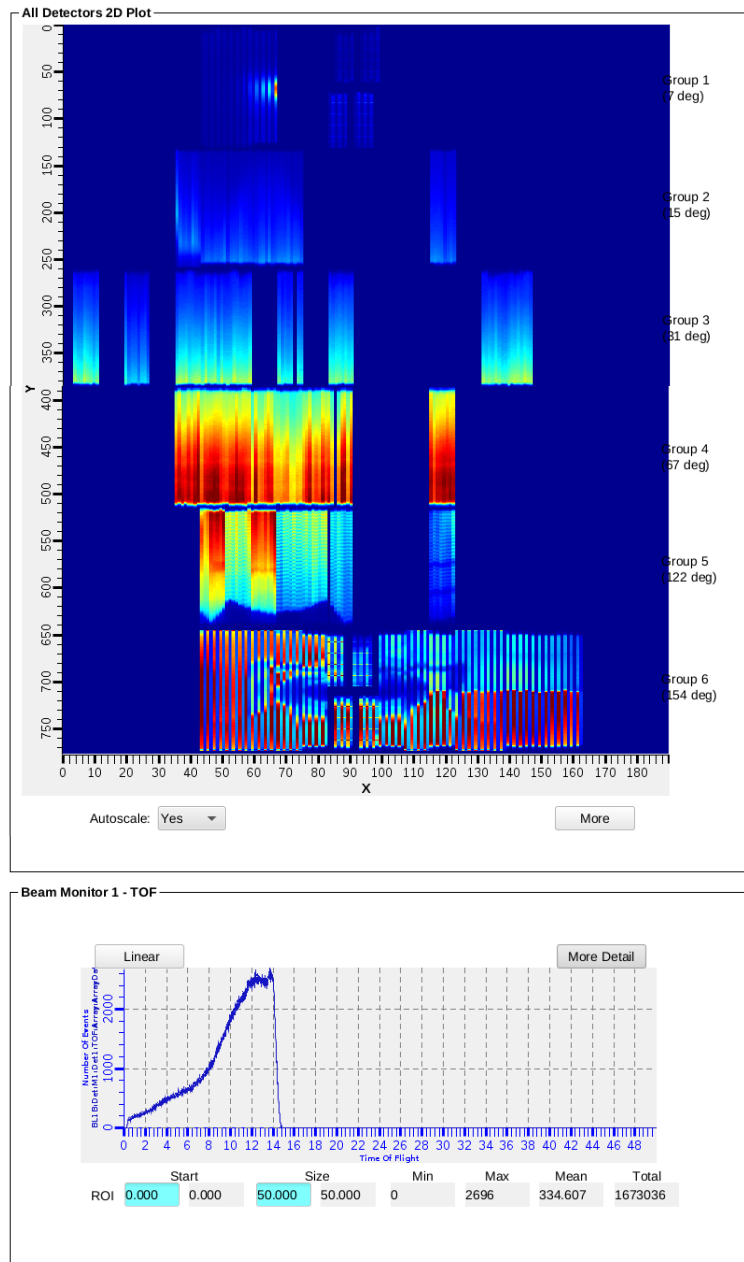 All Detectors 2D Plot
0
50
100
150
200
250
300
350
400
450
500
550
600
650
700
750
Y
Group 1
(7 deg)
Group 2
(15 deg)
Group 3
(31 deg)
Group 4
(67 deg)
Group 5
(122 deg)
Group 6
(154 deg)
0 10 20 30 40 50 60 70 80 90 100 110 120 130 140 150 160 170 180
X
Autoscale: Yes More
Beam Monitor 1 - TOF
Linear More Detail
Number Of Events
2000
1000
0
0 2 4 6 8 10 12 14 16 18 20 22 24 26 28 30 32 34 36 38 40 42 44 46 48
Time Of Flight
Start Size Min Max Mean Total
ROI 0.000 0.000 50.000 50.000 0 2696 334.607 1673036